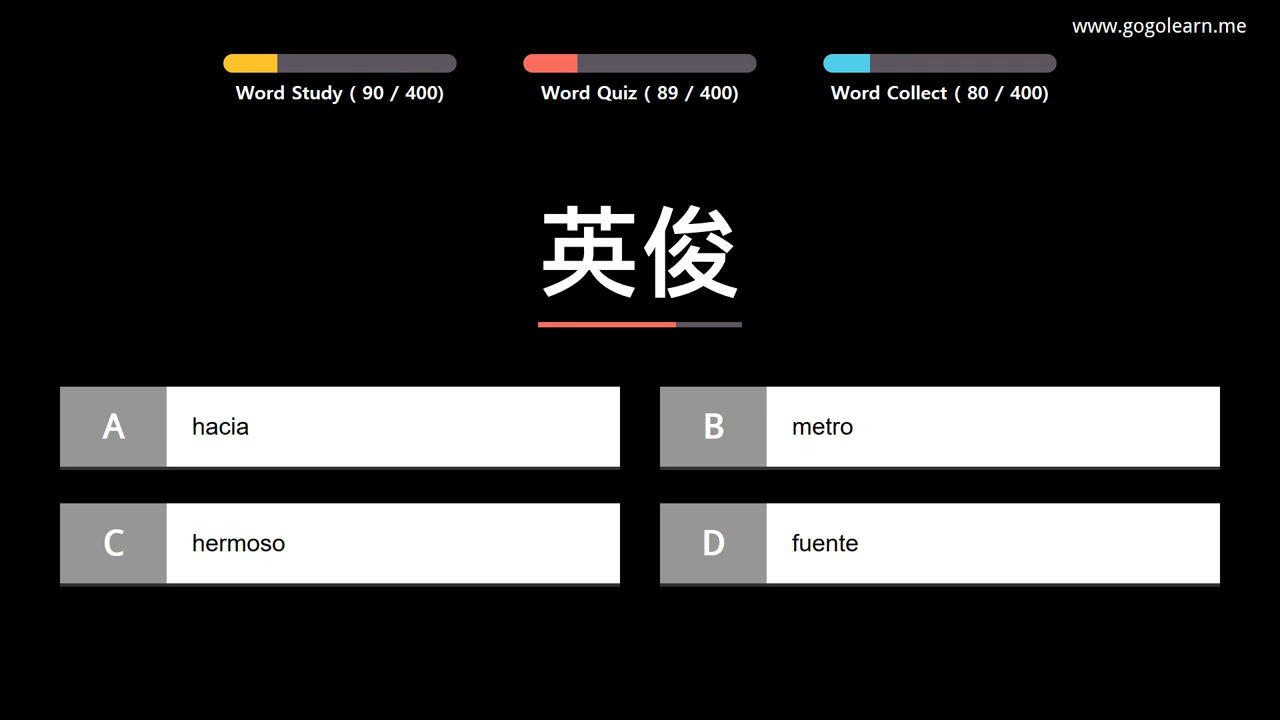 www.gogolearn.me
Word Study ( 90 / 400)
Word Quiz ( 89 / 400)
Word Collect ( 80 / 400)
英俊
A hacia
B metro
C hermoso
D fuente